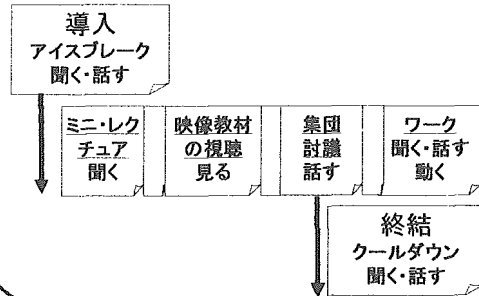 導入
アイスブレーク
聞く・話す
ミニ・レク
チュア
聞く
映像教材
の視聴
見る
集団
討議
話す
ワーク
聞く・話す
動く
終結
クールダウン
聞く・話す